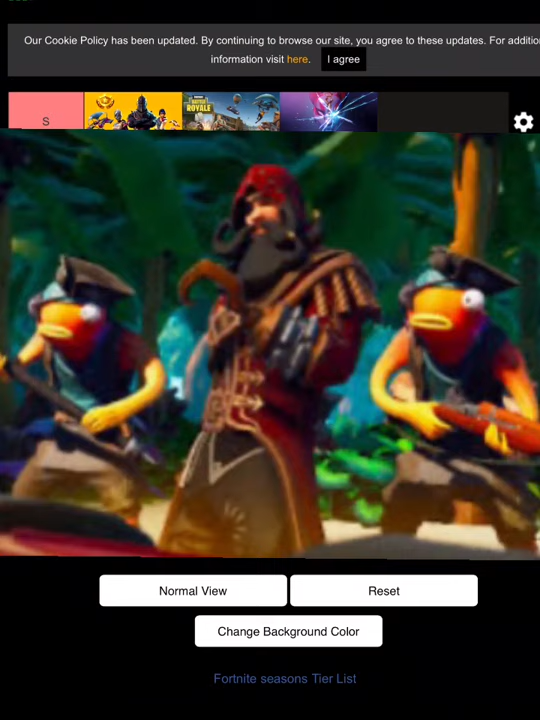 Our Cookie Policy has been updated. By continuing to browse our site, you agree to these updates. For
information visit here. I agree
S
BATTLE
ROYALE
Normal View
Reset
Change Background Color
Fortnite seasons Tier List